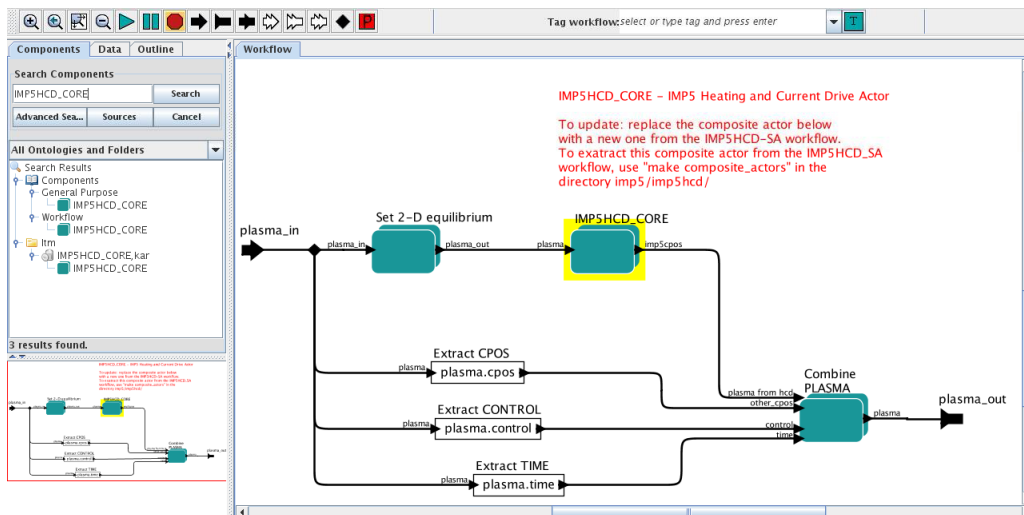 Tag workflow:
select or type tag and press enter
T
P
Components
Data
Outline
Workflow
Search Components
IMP5HCD_CORE
Search
Advanced Sea...
Sources
Cancel
All Ontologies and Folders
Search Results
Components
General Purpose
IMP5HCD_CORE
Workflow
IMP5HCD_CORE
ltm
IMP5HCD_CORE,kar
IMP5HCD_CORE
3 results found.
IMP5HCD_CORE - IMP5 Heating and Current Drive Actor
To update: replace the composite actor below
with a new one from the IMP5HCD-SA workflow.
To exatract this composite actor from the IMP5HCD_SA
workflow, use "make composite_actors" in the
directory imp5/imp5hcd/
plasma_in
Set 2-D equilibrium
plasma_in
plasma_out
IMP5HCD_CORE
plasma
imp5cpos
Extract CPOS
plasma
plasma.cpos
Extract CONTROL
plasma
plasma.control
Extract TIME
plasma
plasma.time
Combine
PLASMA
plasma from hcd
other_cpos
control
time
plasma
plasma_out